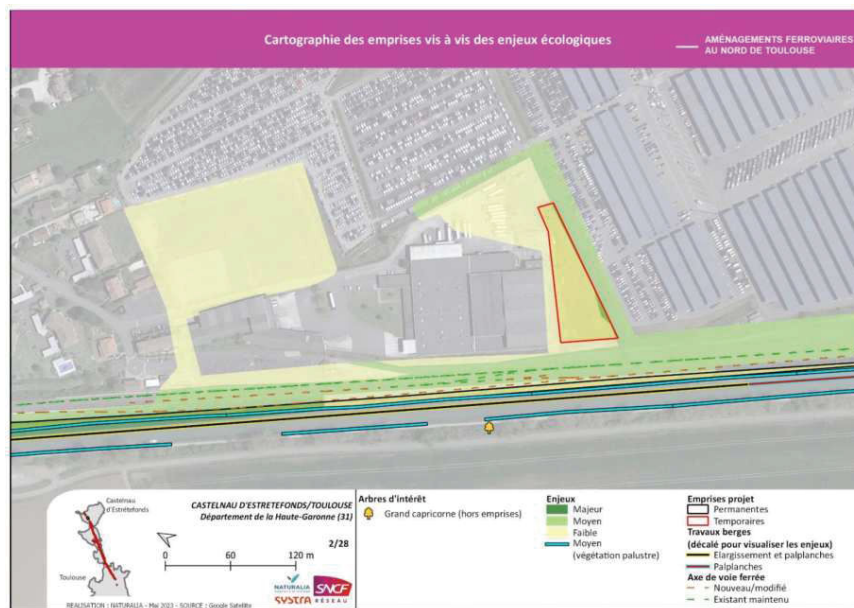 Cartographie des emprises vis à vis des enjeux écologiques
AMÉNAGEMENTS FERROVIAIRES
AU NORD DE TOULOUSE
Castelnau
d'Estrétefonds
Toulouse
CASTELNAU D'ESTRETEFONDS/TOULOUSE
Département de la Haute-Garonne (31)
2/28
0 60 120 m
NATURALIA
SYSTRA
SNCF
RÉSEAU
REALISATION : NATURALIA - Mai 2023 - SOURCE : Google Satellite
Arbres d'intérêt
Grand capricorne (hors emprises)
Enjeux
Majeur
Moyen
Faible
Moyen
(végétation palustre)
Emprises projet
Permanentes
Temporaires
Travaux berges
(décalé pour visualiser les enjeux)
Elargissement et palplanches
Palplanches
Axe de voie ferrée
Nouveau/modifié
Existant maintenu